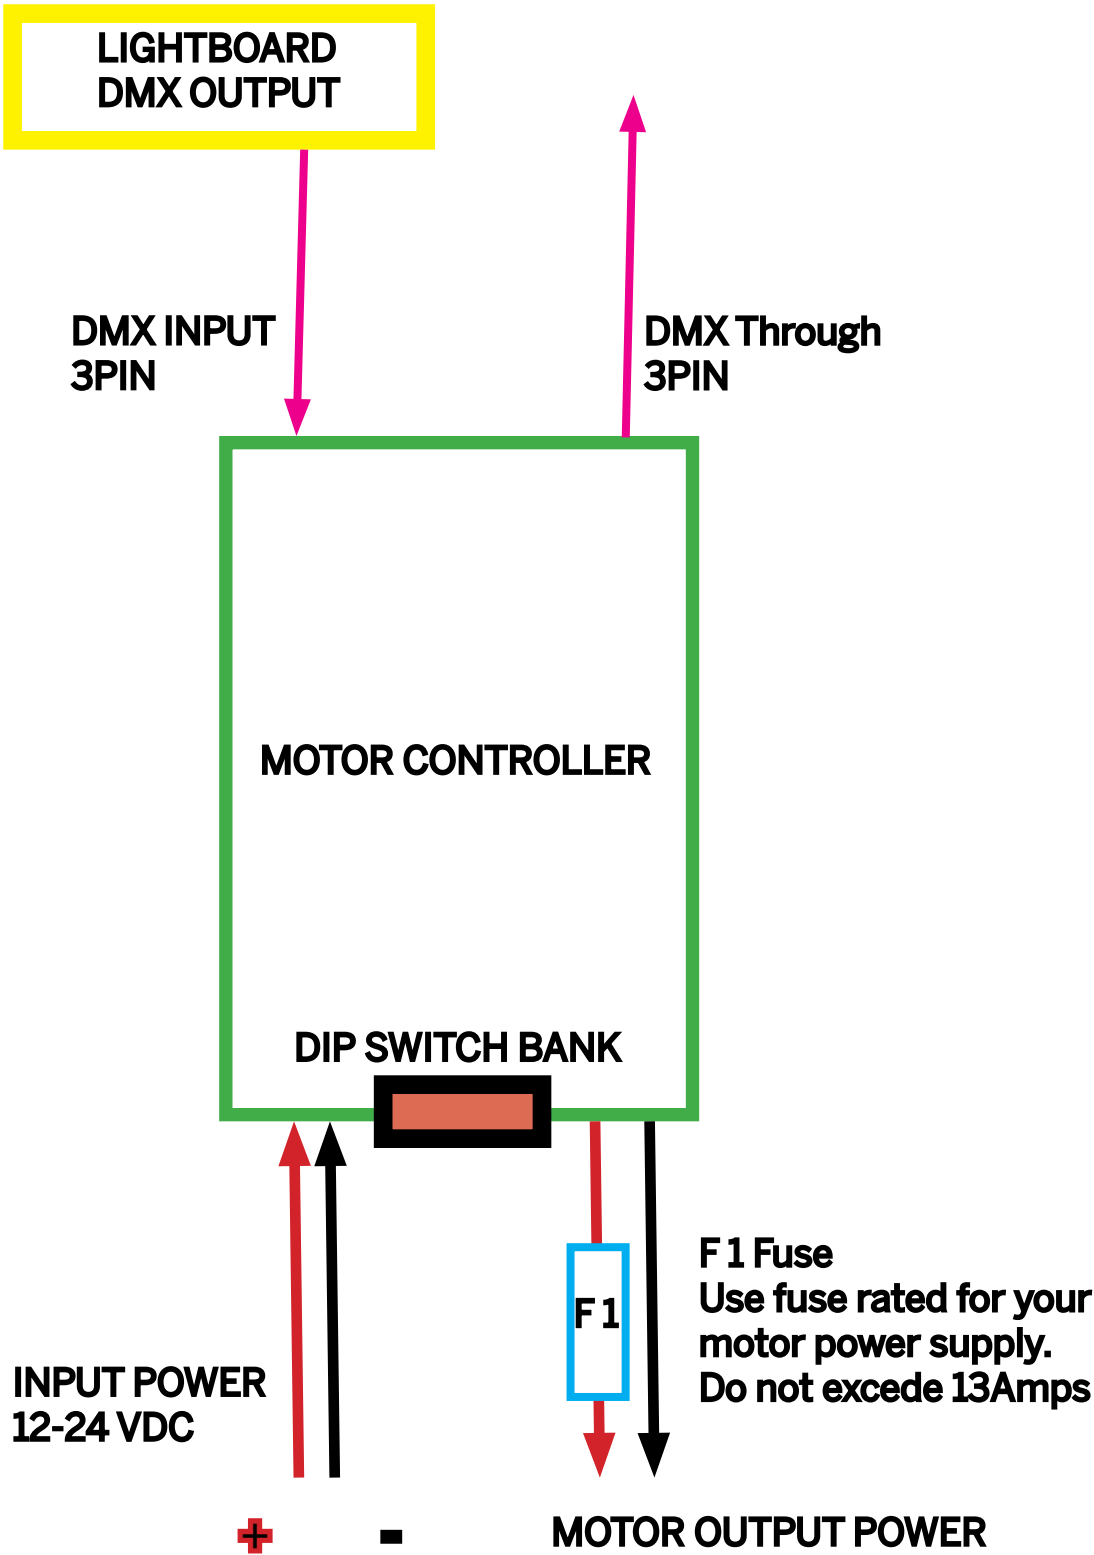 LIGHTBOARD
DMX OUTPUT
DMX INPUT
3PIN
DMX Through
3PIN
MOTOR CONTROLLER
DIP SWITCH BANK
F 1 Fuse
Use fuse rated for your
motor power supply.
Do not excede 13Amps
F 1
INPUT POWER
12-24 VDC
+ -
MOTOR OUTPUT POWER